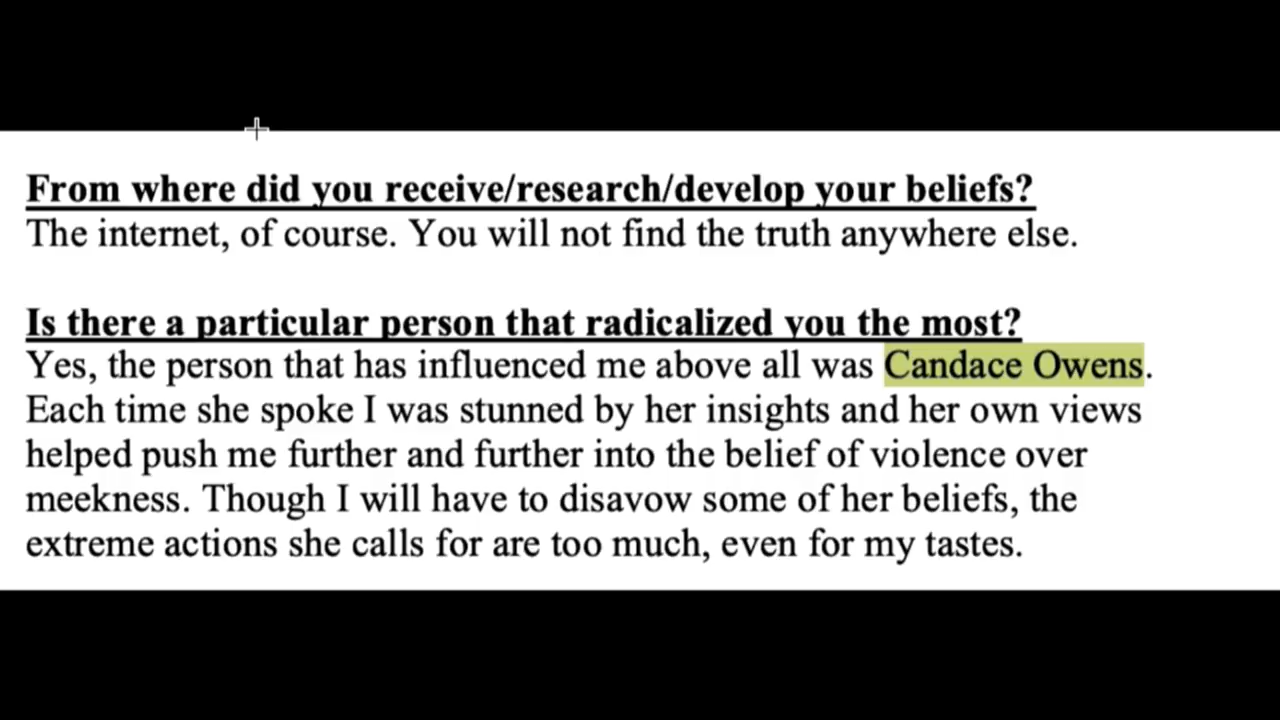 From where did you receive/research/develop your beliefs?
The internet, of course. You will not find the truth anywhere else.
Is there a particular person that radicalized you the most?
Yes, the person that has influenced me above all was Candace Owens.
Each time she spoke I was stunned by her insights and her own views
helped push me further and further into the belief of violence over
meekness. Though I will have to disavow some of her beliefs, the
extreme actions she calls for are too much, even for my tastes.